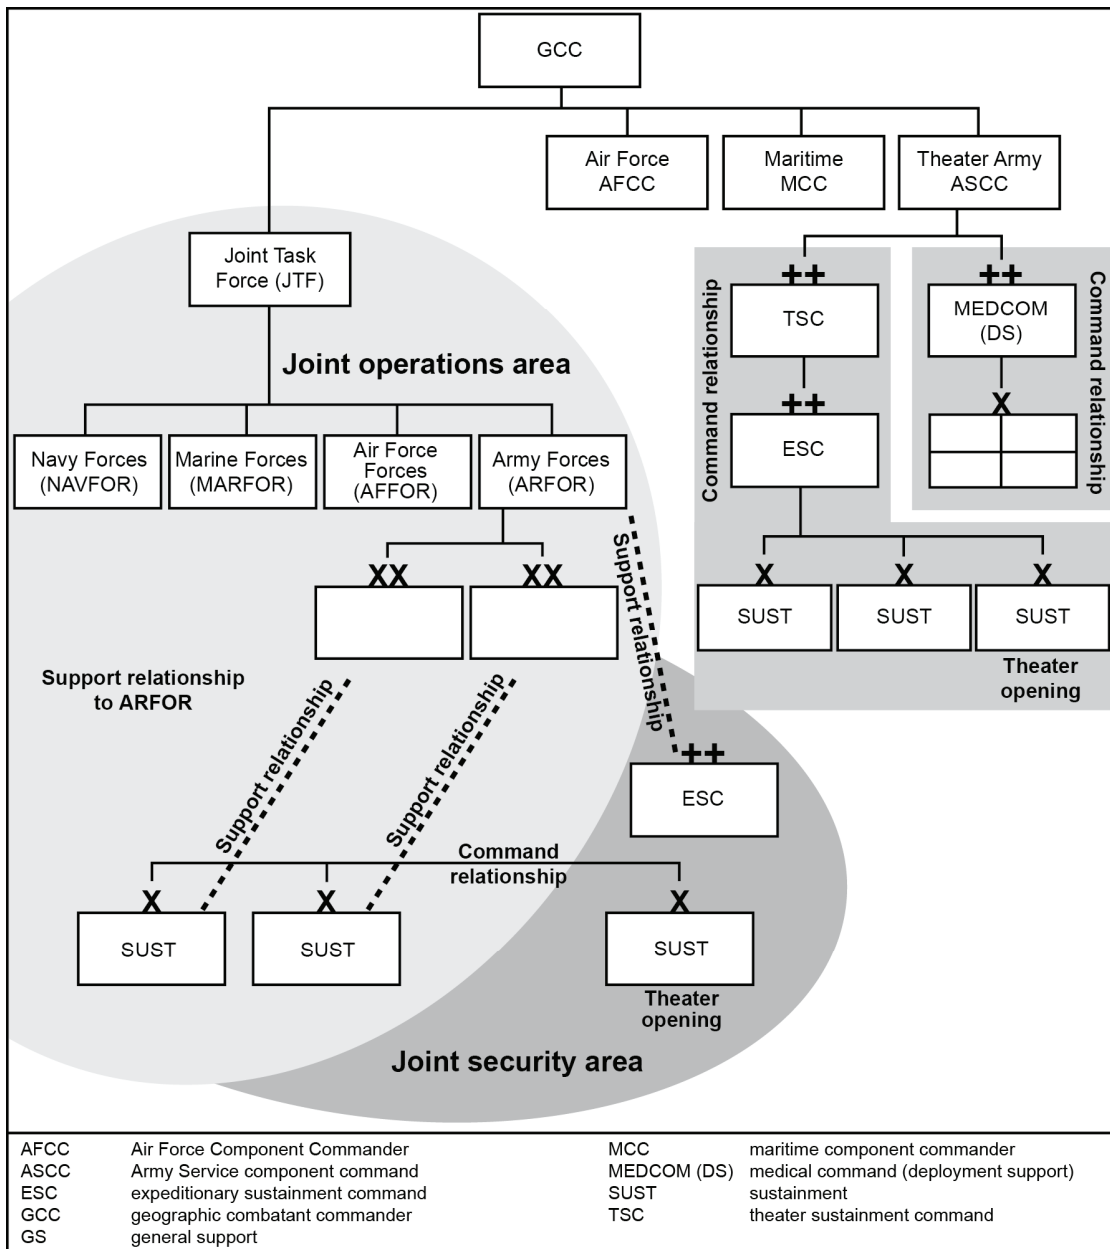 GCC
Air Force
AFCC
Maritime
MCC
Theater Army
ASCC
Joint Task
Force (JTF)
Joint operations area
Command relationship
++
TSC
++
ESC
++
MEDCOM
(DS)
X
Command relationship
Navy Forces
(NAVFOR)
Marine Forces
(MARFOR)
Air Force
Forces
(AFFOR)
Army Forces
(ARFOR)
XX
XX
Support relationship
X
SUST
X
SUST
X
SUST
Theater
opening
Support relationship
to ARFOR
Support relationship
Support relationship
++
ESC
Command
relationship
X
SUST
X
SUST
X
SUST
Theater
opening
Joint security area
AFCC Air Force Component Commander
ASCC Army Service component command
ESC expeditionary sustainment command
GCC geographic combatant commander
GS general support
MCC maritime component commander
MEDCOM (DS) medical command (deployment support)
SUST sustainment
TSC theater sustainment command